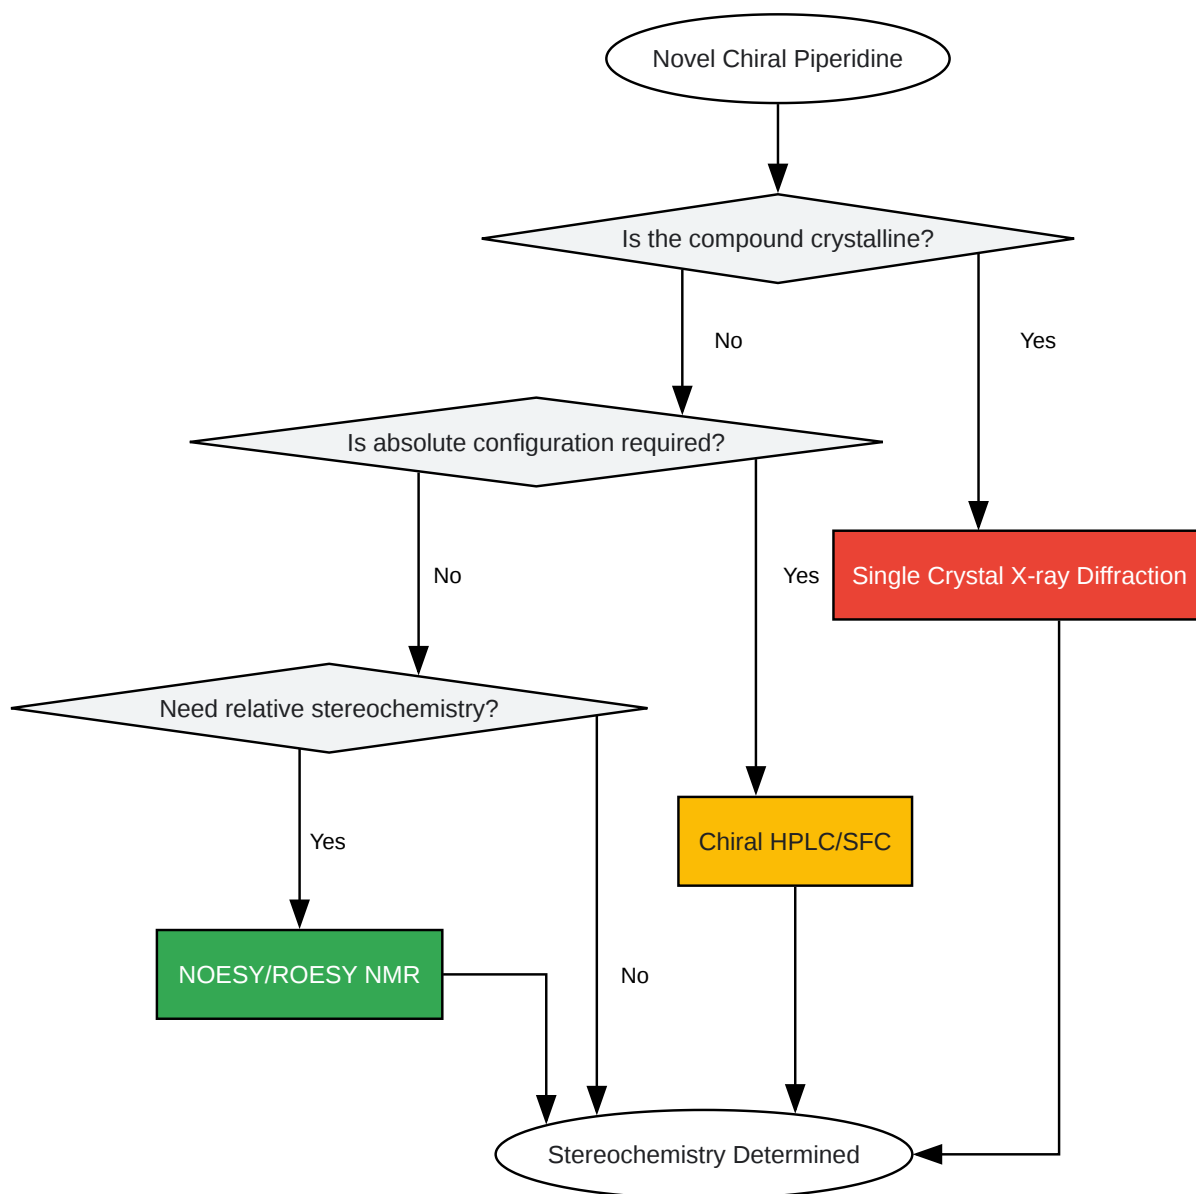 Novel Chiral Piperidine
Is the compound crystalline?
No
Yes
Is absolute configuration required?
No
Yes
Single Crystal X-ray Diffraction
Need relative stereochemistry?
Yes
Chiral HPLC/SFC
NOESY/ROESY NMR
No
Stereochemistry Determined